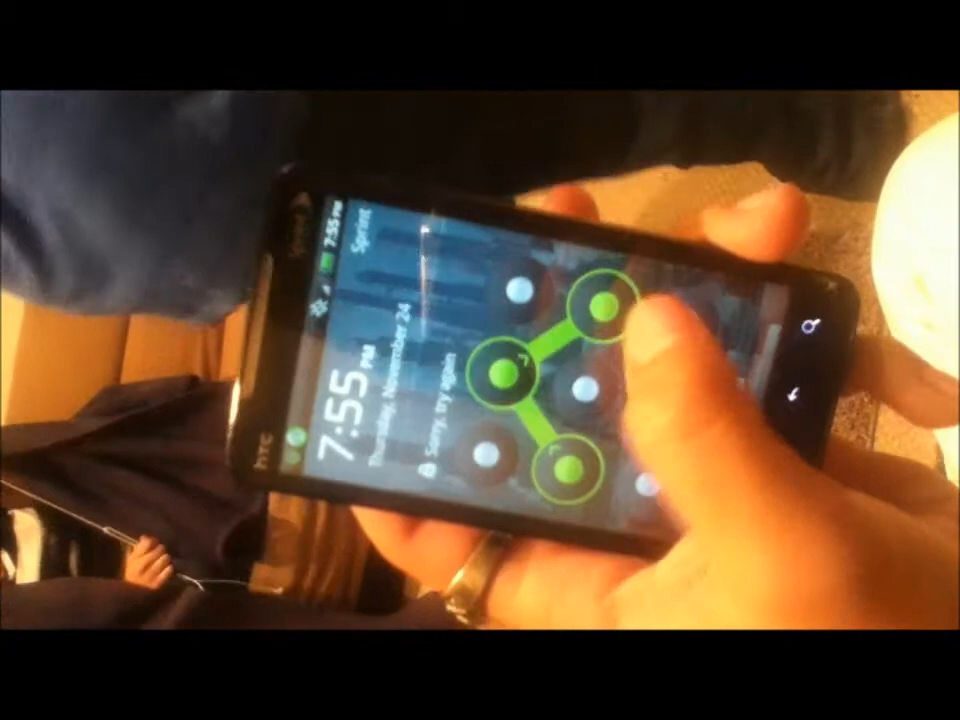 hTC
7:55 PM
Sprint
7:55 PM
Thursday, November 24
Sorry, try again